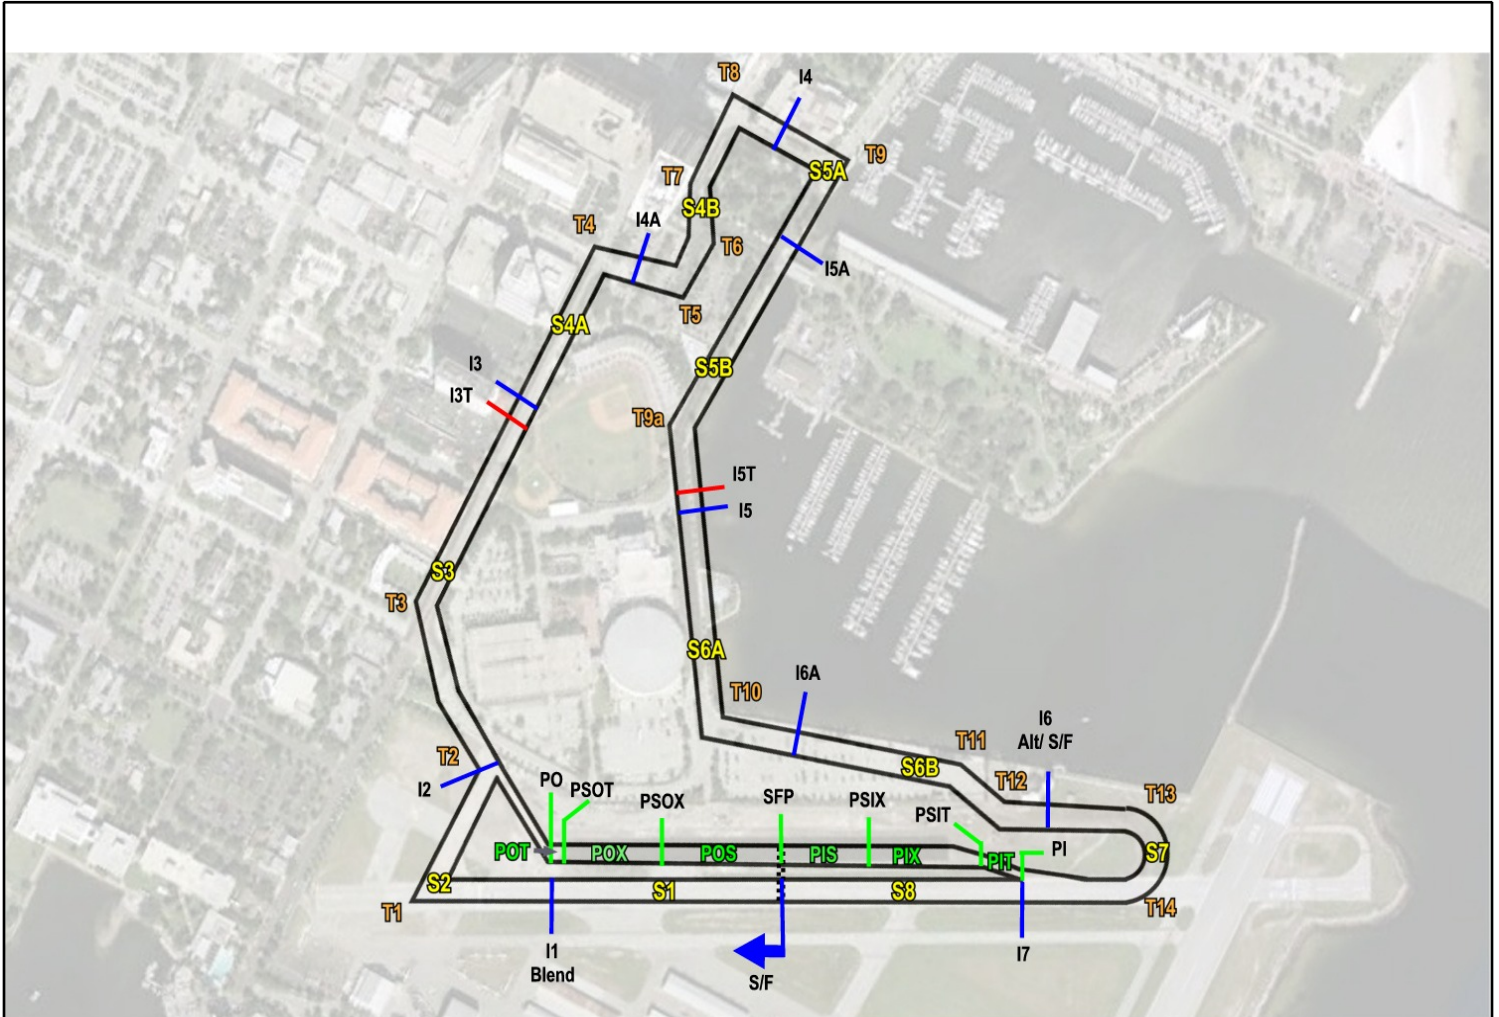 T8
I4
T9
S5A
T7
S4B
I4A
T4
T6
I5A
T5
S4A
I3
S5B
I3T
T9a
I5T
I5
S3
T3
S6A
I6A
T10
I6
Alt/ S/F
T11
T2
S6B
T12
I2
PO
PSOT
PSOX
SFP
PSIX
PSIT
T13
POT
POX
POS
PIS
PIX
PIT
PI
S7
S2
S1
S8
T1
T14
I1
Blend
I7
S/F